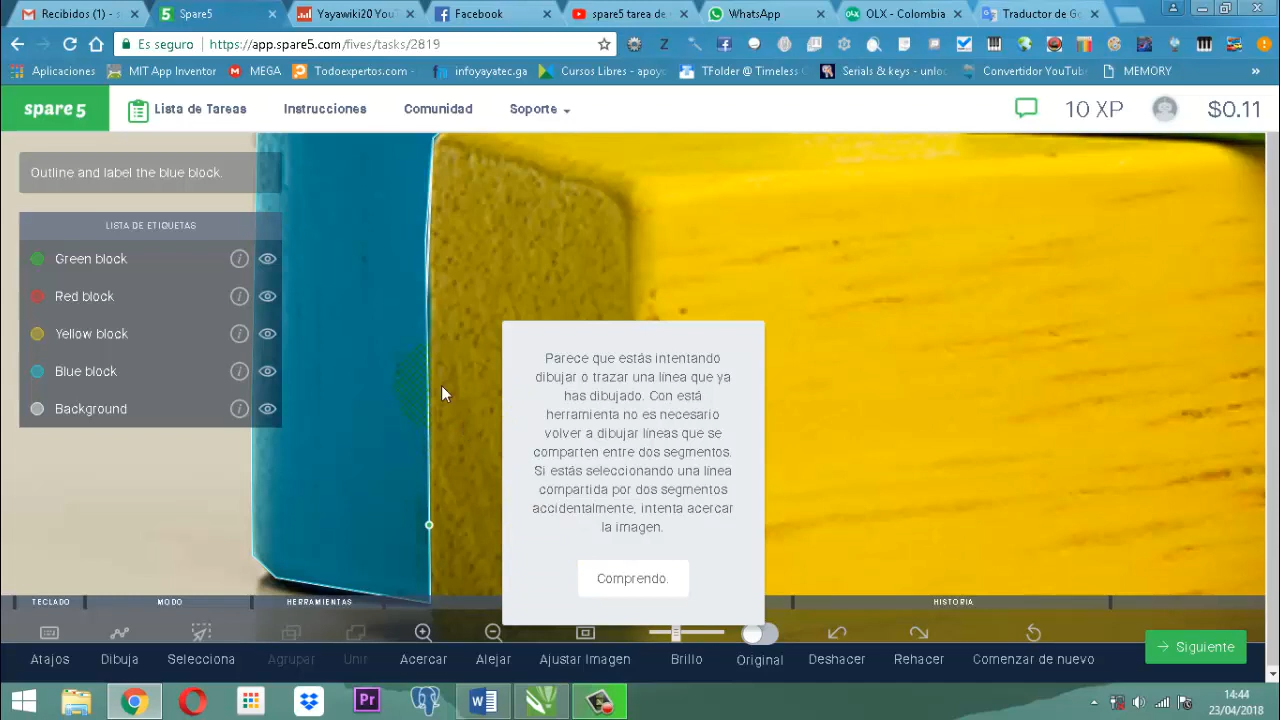 Recibidos (1) -
Spare5
Yayawiki20 You
Facebook
spare5 tarea de
WhatsApp
OLX - Colombia
Traductor de Go
Es seguro
https://app.spare5.com/fives/tasks/2819
Aplicaciones
MIT App Inventor
MEGA
Todoexpertos.com -
infoyayatec.ga
Cursos Libres - apoy
TFolder @ Timeless
Serials & keys - unlo
Convertidor YouTub
MEMORY
»
spare5
Lista de Tareas
Instrucciones
Comunidad
Soporte
10 XP
$0.11
Outline and label the blue block.
LISTA DE ETIQUETAS
Green block
Red block
Yellow block
Blue block
Background
Parece que estás intentando
dibujar o trazar una línea que ya
has dibujado. Con está
herramienta no es necesario
volver a dibujar líneas que se
comparten entre dos segmentos.
Si estás seleccionando una línea
compartida por dos segmentos
accidentalmente, intenta acercar
la imagen.
Comprendo.
TECLADO
MODO
HERRAMIENTAS
HISTORIA
Atajos
Dibuja
Selecciona
Agrupar
Unir
Acercar
Alejar
Ajustar Imagen
Brillo
Original
Deshacer
Rehacer
Comenzar de nuevo
Siguiente
14:44
23/04/2018